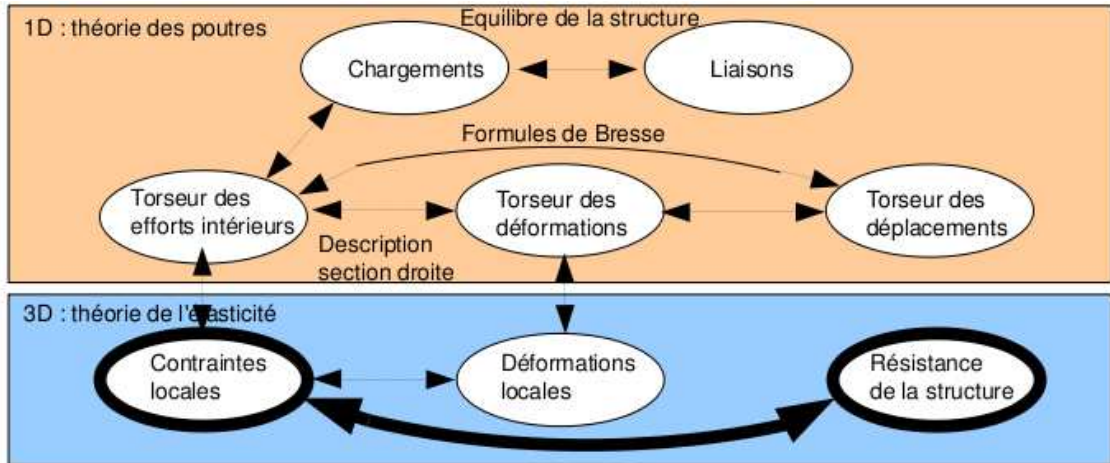 Equilibre de la structure
1D : théorie des poutres
Chargements
Liaisons
Formules de Bresse
Torseur des
efforts intérieurs
Torseur des
déformations
Torseur des
déplacements
Description
section droite
3D : théorie de l'élasticité
Contraintes
locales
Déformations
locales
Résistance
de la structure